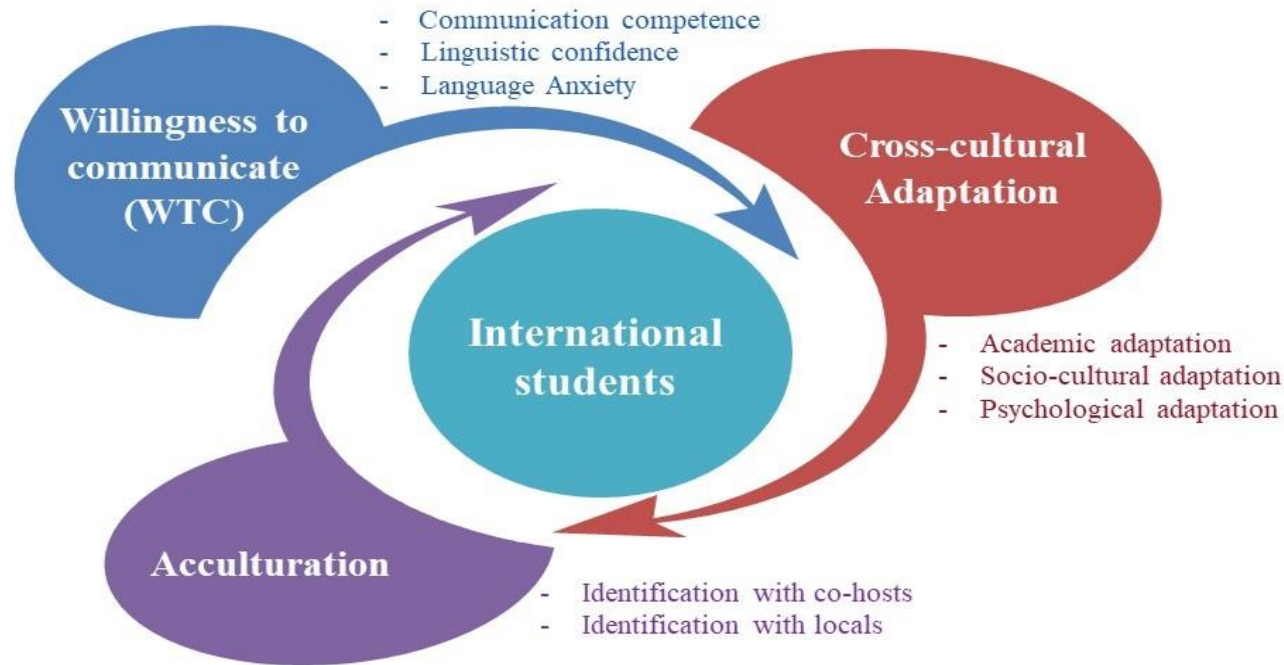 - Communication competence
- Linguistic confidence
- Language Anxiety
Willingness to
communicate
(WTC)
Cross-cultural
Adaptation
International
students
- Academic adaptation
- Socio-cultural adaptation
- Psychological adaptation
Acculturation
- Identification with co-hosts
- Identification with locals